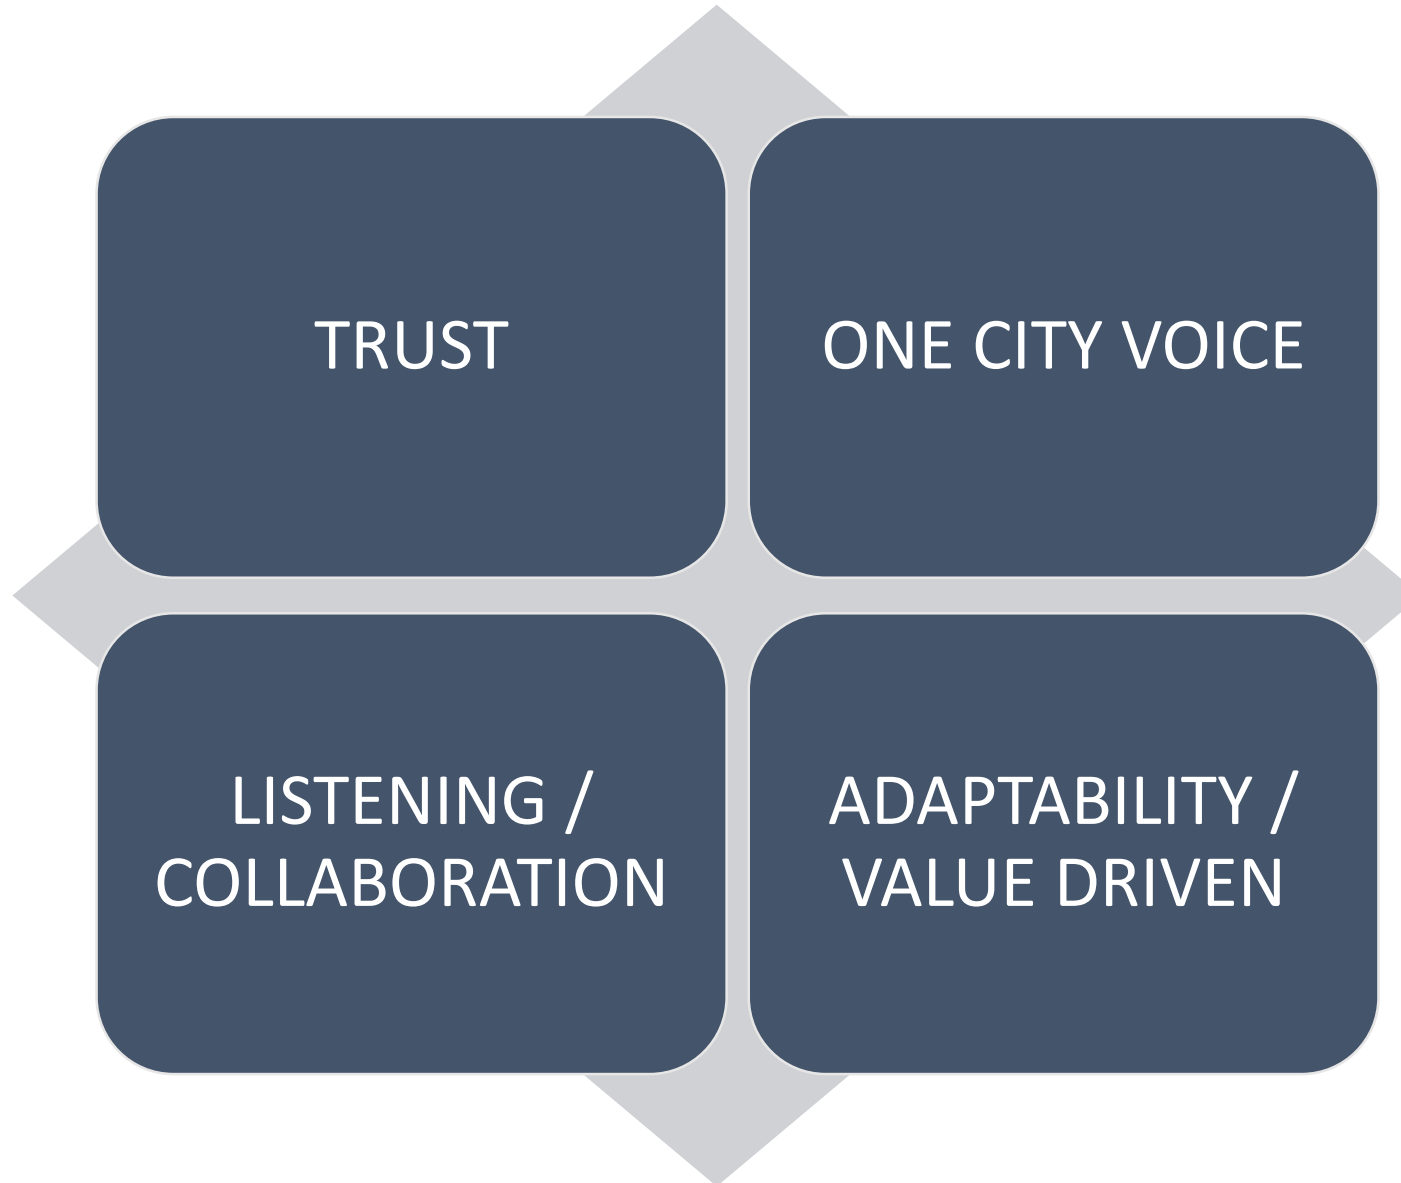 TRUST
ONE CITY VOICE
LISTENING /
COLLABORATION
ADAPTABILITY /
VALUE DRIVEN